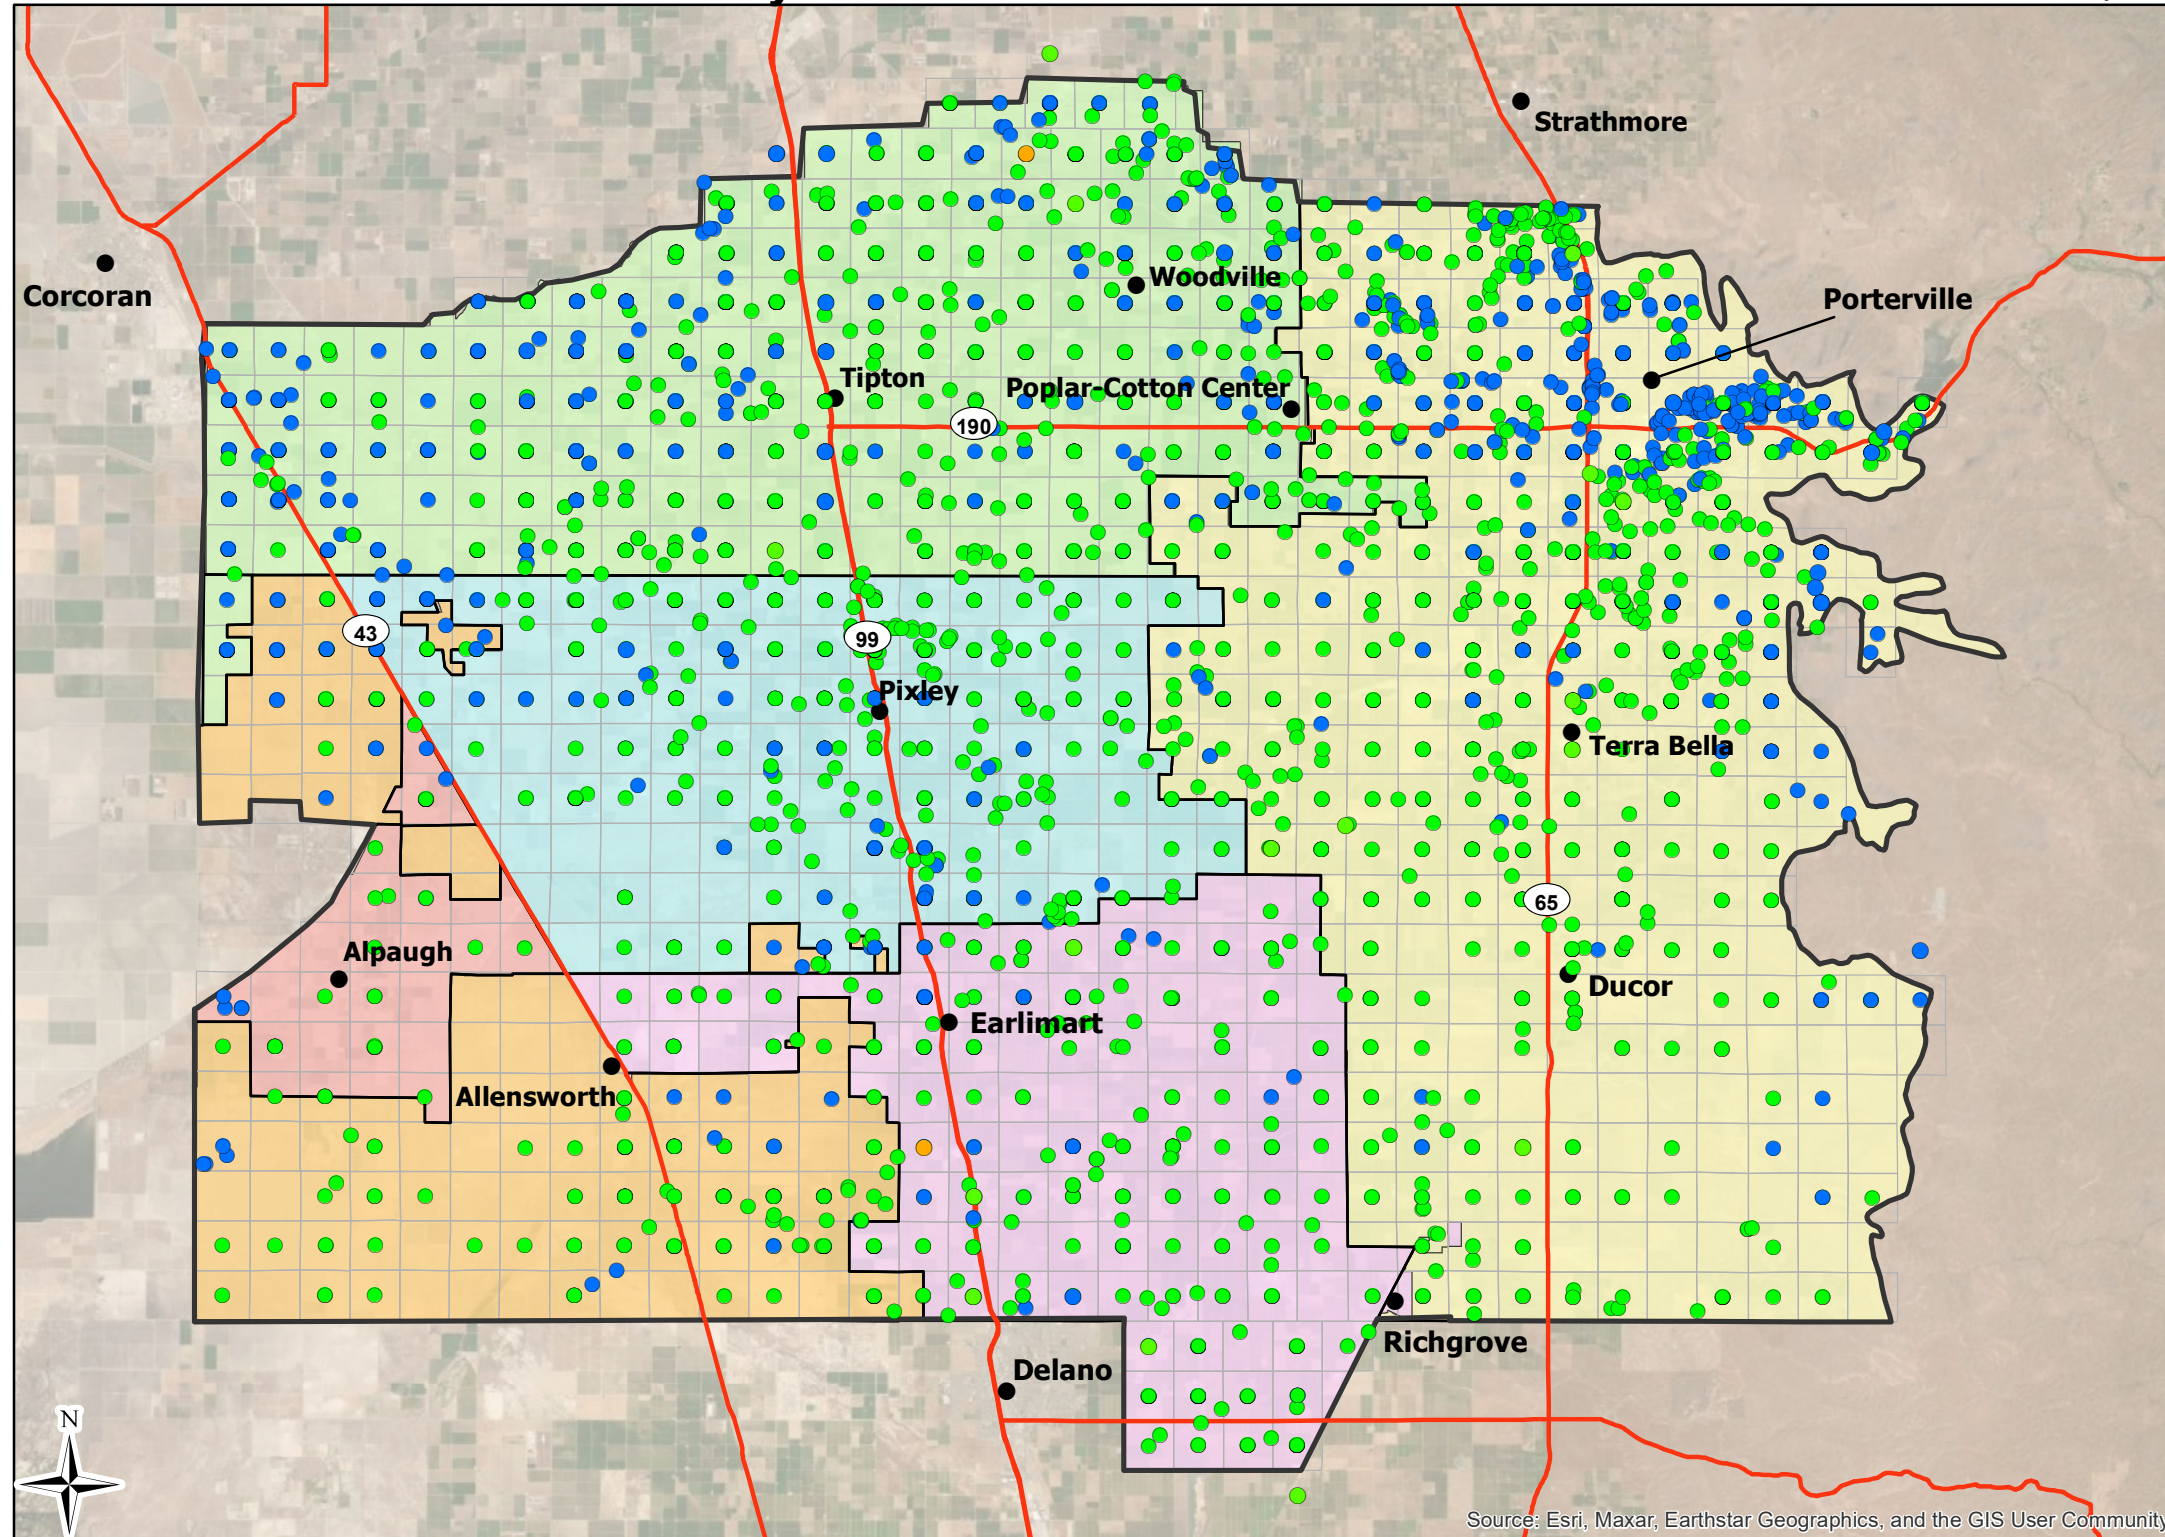 Strathmore
Corcoran
Woodville
Porterville
Tipton
Poplar-Cotton Center
190
43
99
Pixley
Terra Bella
65
Alpaugh
Ducor
Earlimart
Allensworth
Richgrove
Delano
N
Source: Esri, Maxar, Earthstar Geographics, and the GIS User Community